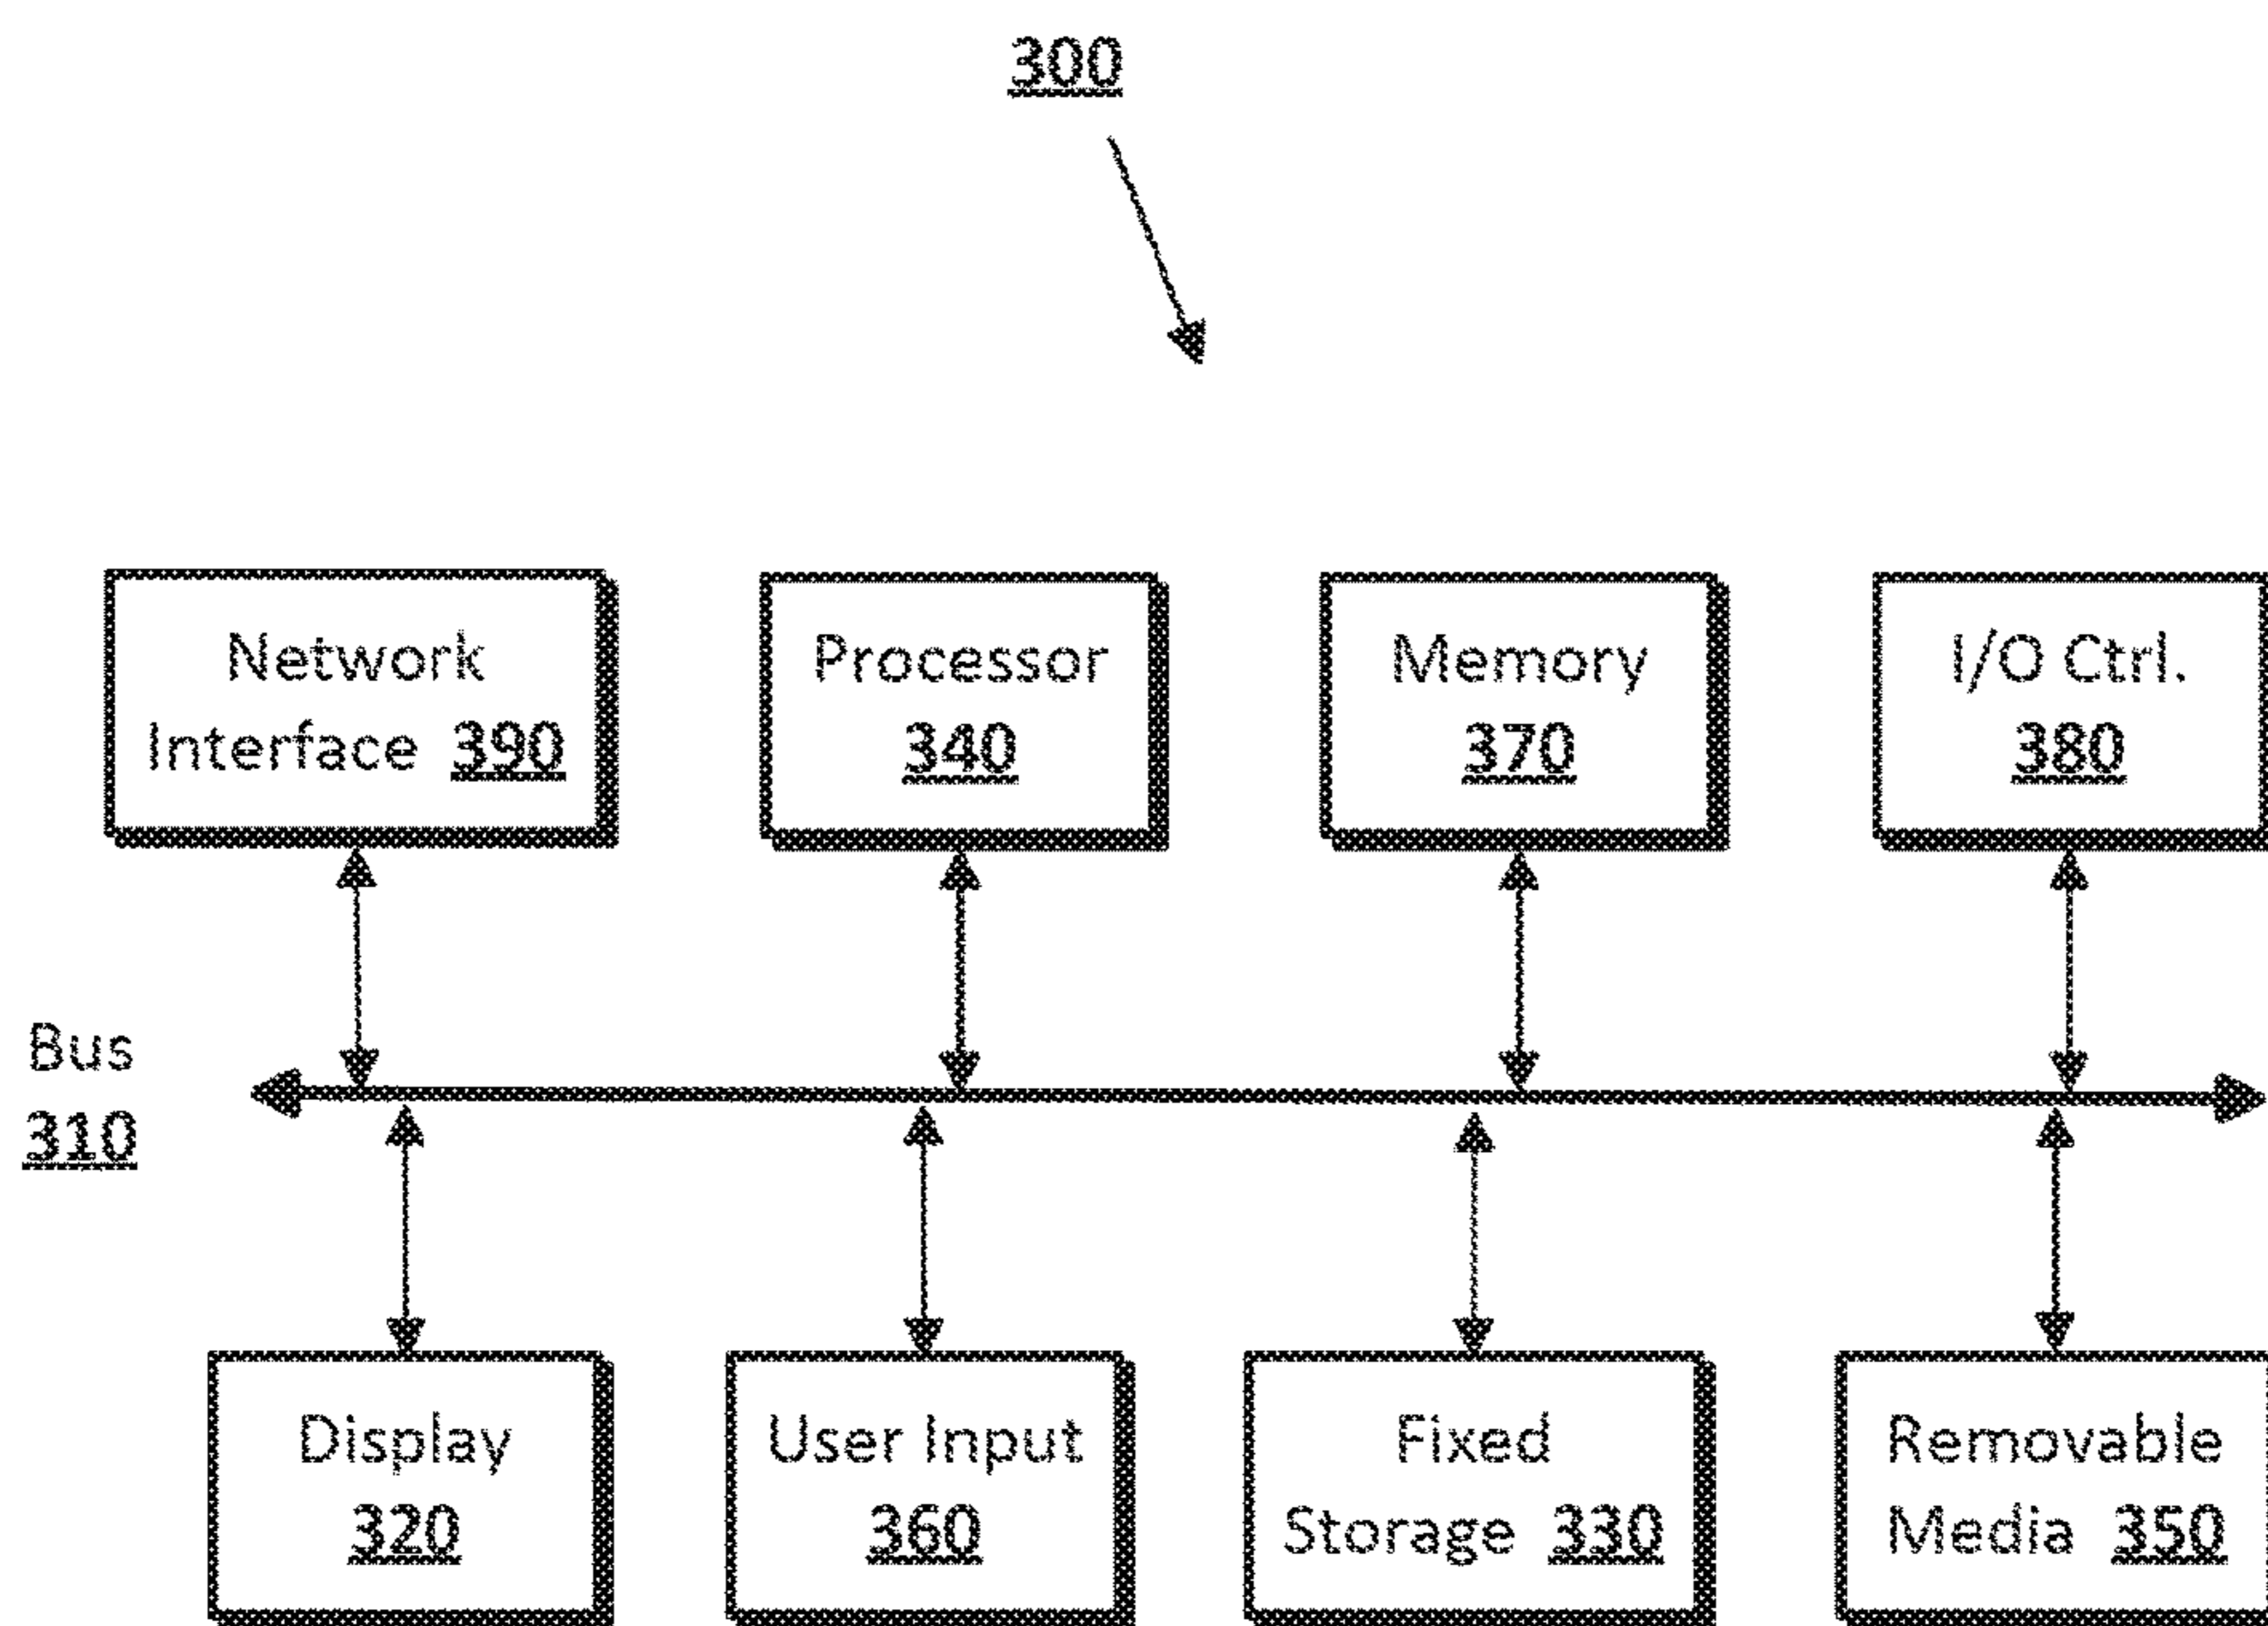 300
Network
Interface 390
Processor
340
Memory
370
I/O Ctrl.
380
Bus
310
Display
320
User Input
360
Fixed
Storage 330
Removable
Media 350